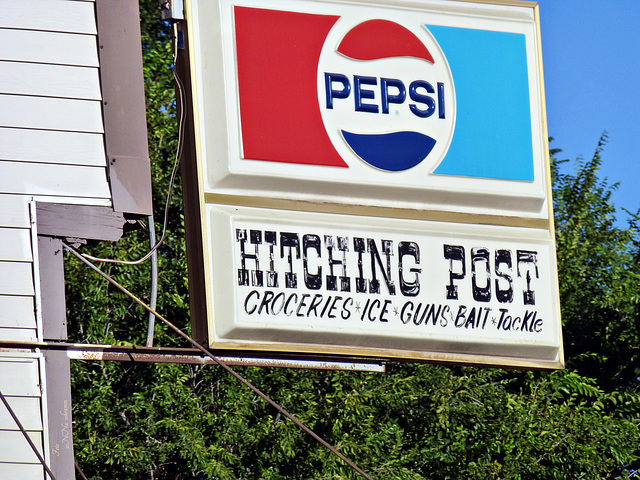 PEPSI
HITCHING POST
GROCERIES*ICE*GUNS*BAIT*TacKle